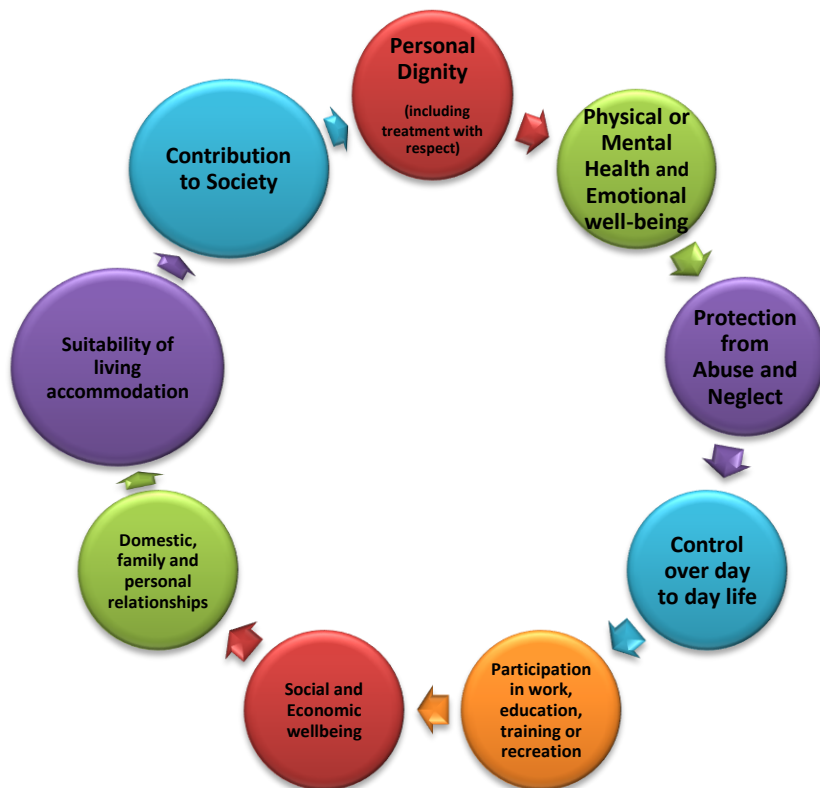 Personal
Dignity
(including
treatment with
respect)
Physical or
Mental
Health and
Emotional
well-being
Protection
from
Abuse and
Neglect
Control
over day
to day life
Participation
in work,
education,
training or
recreation
Social and
Economic
wellbeing
Domestic,
family and
personal
relationships
Suitability of
living
accommodation
Contribution
to Society